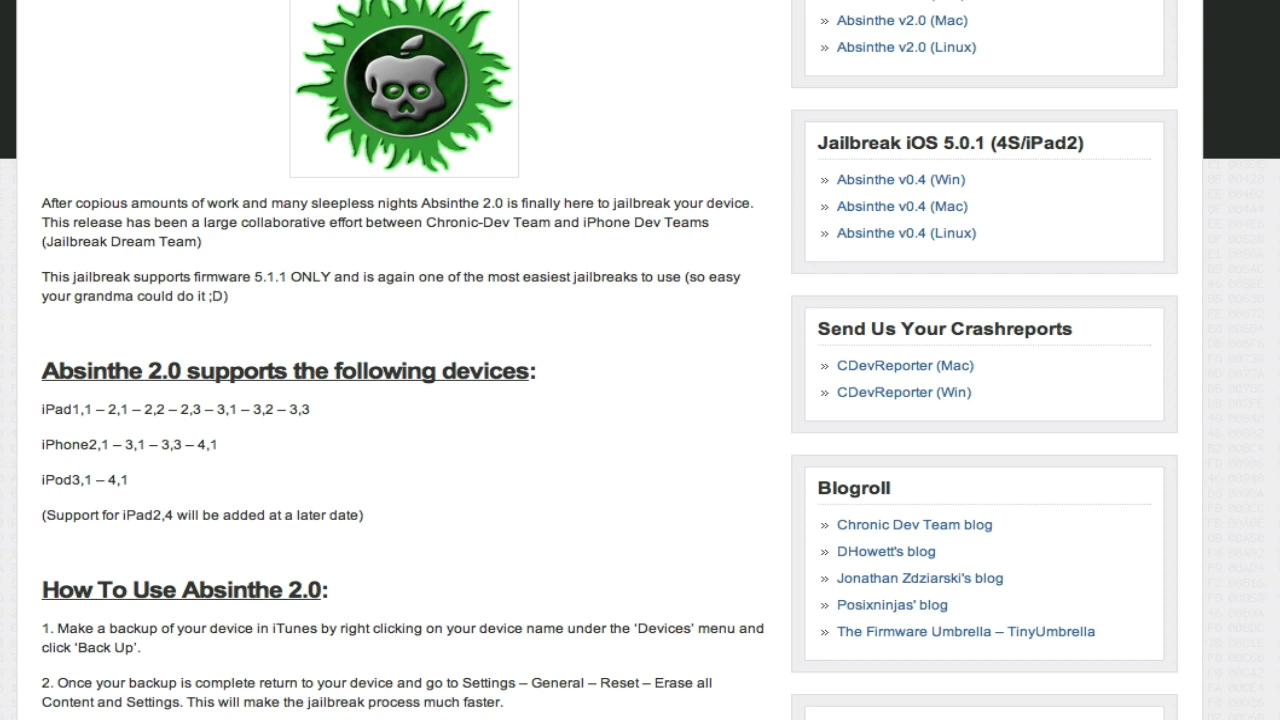 After copious amounts of work and many sleepless nights Absinthe 2.0 is finally here to jailbreak your device.
This release has been a large collaborative effort between Chronic-Dev Team and iPhone Dev Teams
(Jailbreak Dream Team)
This jailbreak supports firmware 5.1.1 ONLY and is again one of the most easiest jailbreaks to use (so easy
your grandma could do it ;D)
Absinthe 2.0 supports the following devices:
iPad1,1 – 2,1 – 2,2 – 2,3 – 3,1 – 3,2 – 3,3
iPhone2,1 – 3,1 – 3,3 – 4,1
iPod3,1 – 4,1
(Support for iPad2,4 will be added at a later date)
How To Use Absinthe 2.0:
1. Make a backup of your device in iTunes by right clicking on your device name under the 'Devices' menu and
click 'Back Up'.
2. Once your backup is complete return to your device and go to Settings – General – Reset – Erase all
Content and Settings. This will make the jailbreak process much faster.
» Absinthe v2.0 (Mac)
» Absinthe v2.0 (Linux)
Jailbreak iOS 5.0.1 (4S/iPad2)
» Absinthe v0.4 (Win)
» Absinthe v0.4 (Mac)
» Absinthe v0.4 (Linux)
Send Us Your Crashreports
» CDevReporter (Mac)
» CDevReporter (Win)
Blogroll
» Chronic Dev Team blog
» DHowett's blog
» Jonathan Zdziarski's blog
» Posixninjas' blog
» The Firmware Umbrella – TinyUmbrella